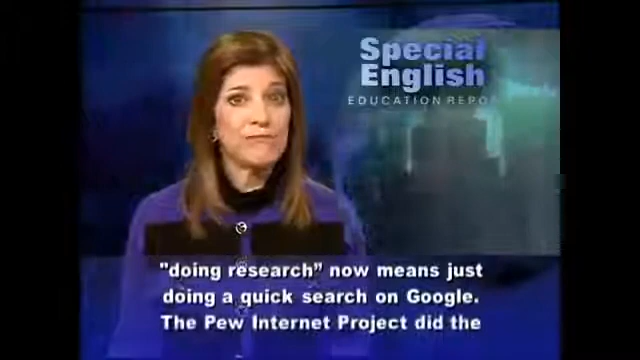 Special
English
EDUCATION REPO
"doing research” now means just
doing a quick search on Google.
The Pew Internet Project did the